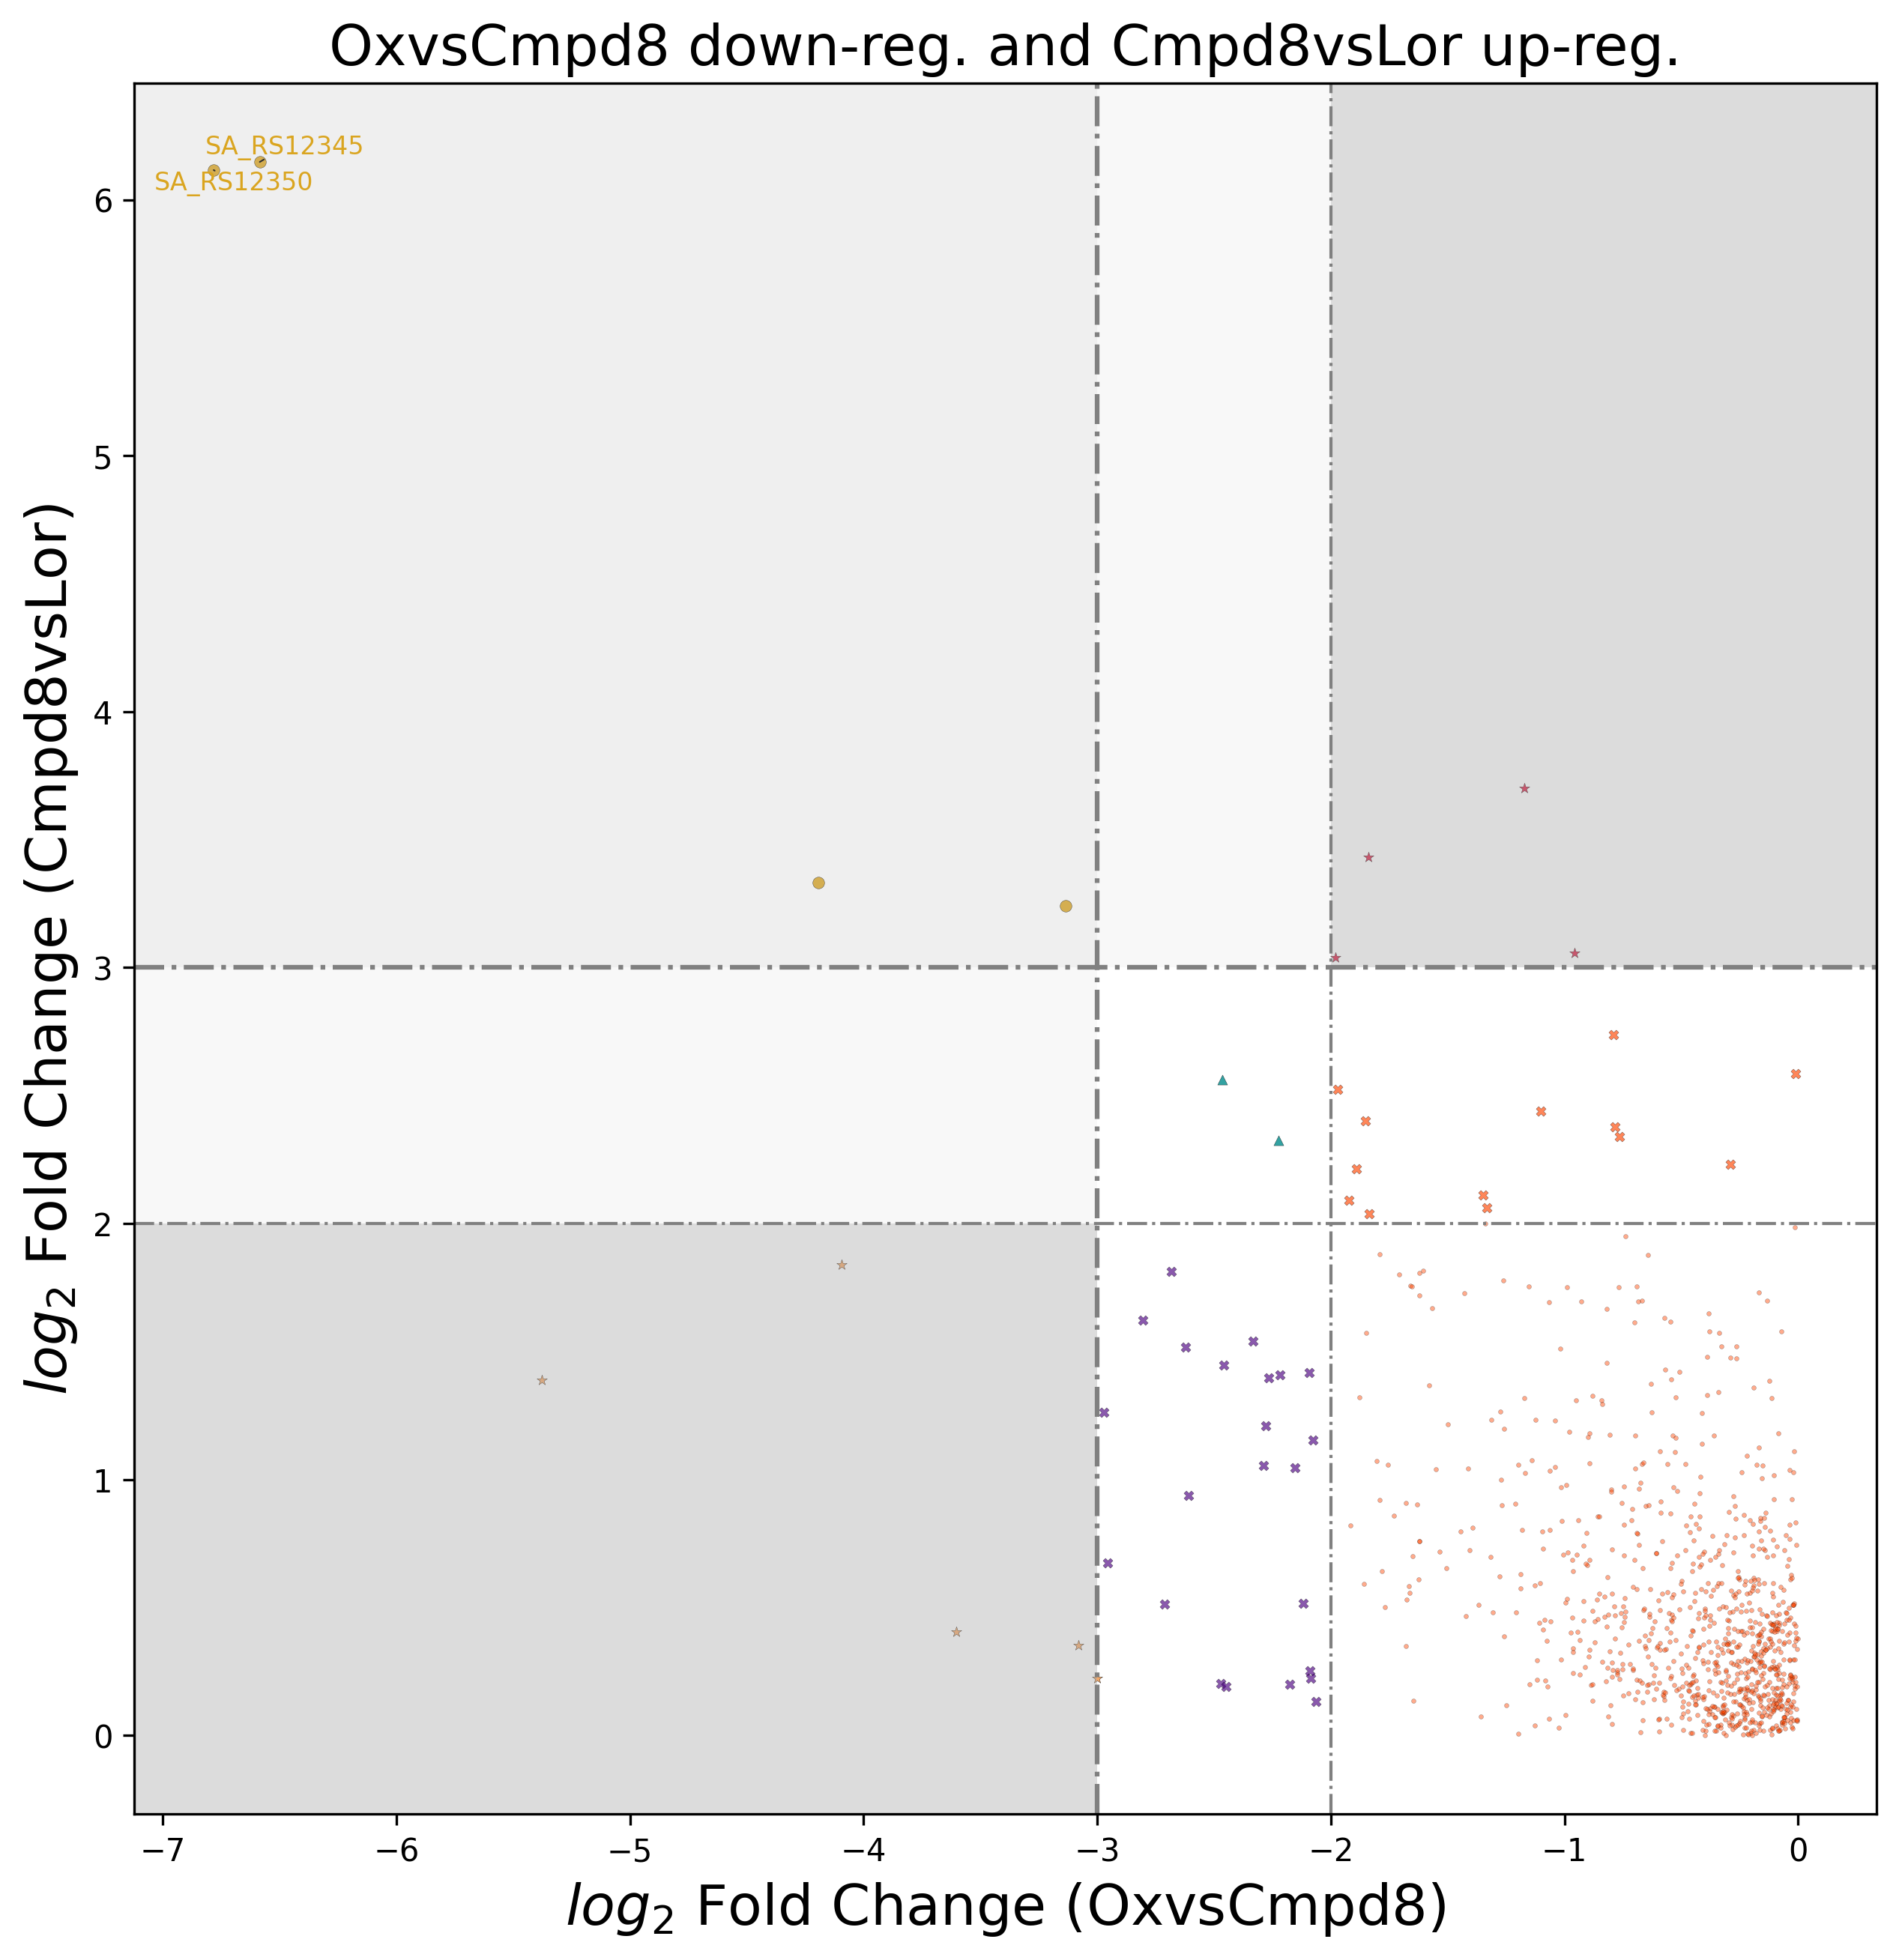 OxvsCmpd8 down-reg. and Cmpd8vsLor up-reg.
SA_RS12345
SA_RS12350
6
5
4
3
2
1
0
log₂ Fold Change (Cmpd8vsLor)
−7 −6 −5 −4 −3 −2 −1 0
log₂ Fold Change (OxvsCmpd8)